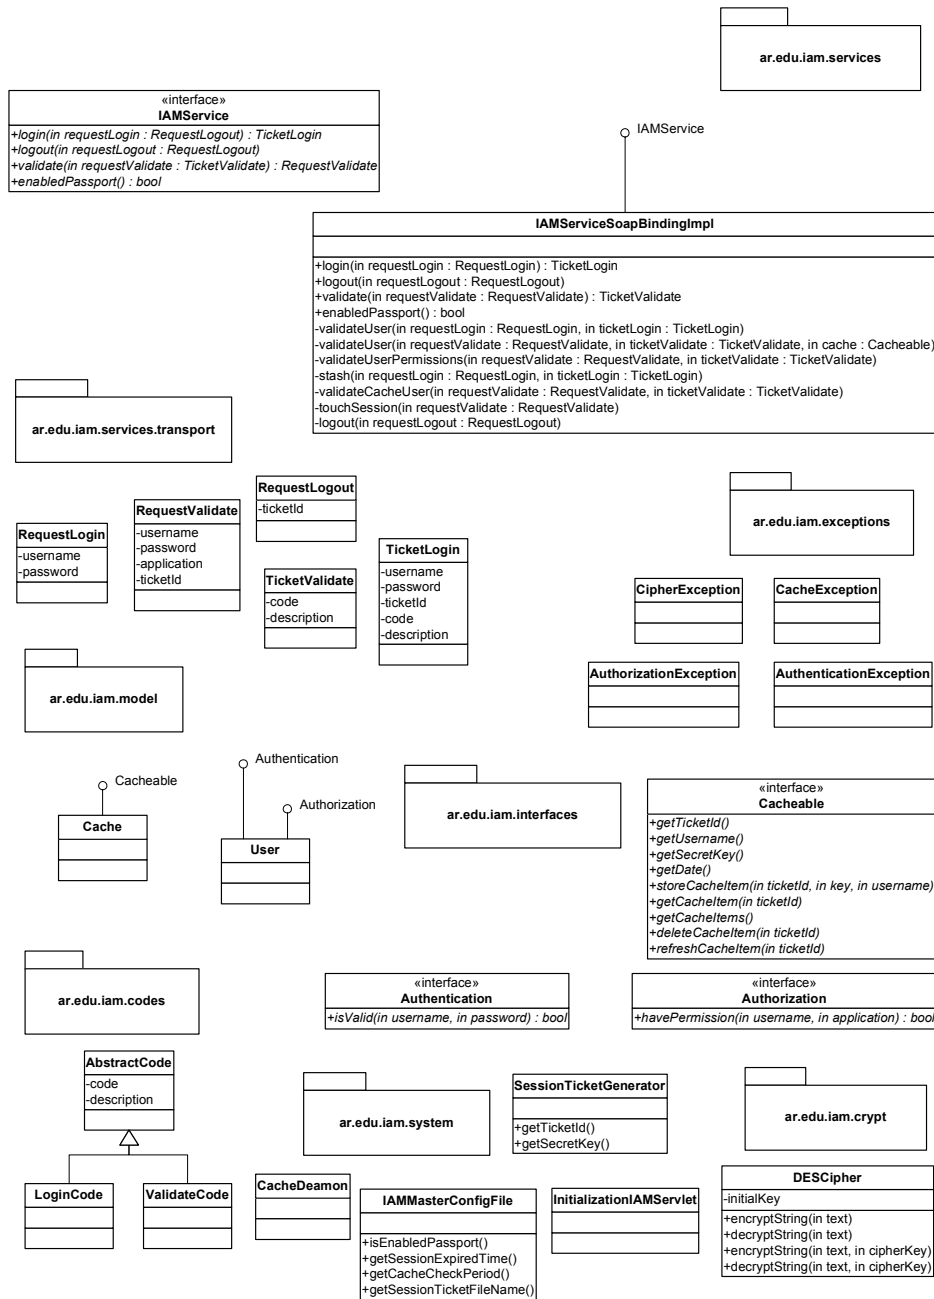 ar.edu.iam.services
«interface»
IAMService
+login(in requestLogin : RequestLogout) : TicketLogin
+logout(in requestLogout : RequestLogout)
+validate(in requestValidate : TicketValidate) : RequestValidate
+enabledPassport() : bool
IAMService
IAMServiceSoapBindingImpl
+login(in requestLogin : RequestLogin) : TicketLogin
+logout(in requestLogout : RequestLogout)
+validate(in requestValidate : RequestValidate) : TicketValidate
+enabledPassport() : bool
-validateUser(in requestLogin : RequestLogin, in ticketLogin : TicketLogin)
-validateUser(in requestValidate : RequestValidate, in ticketValidate : TicketValidate, in cache : Cacheable)
-validateUserPermissions(in requestValidate : RequestValidate, in ticketValidate : TicketValidate)
-stash(in requestLogin : RequestLogin, in ticketLogin : TicketLogin)
-validateCacheUser(in requestValidate : RequestValidate, in ticketValidate : TicketValidate)
-touchSession(in requestValidate : RequestValidate)
-logout(in requestLogout : RequestLogout)
ar.edu.iam.services.transport
RequestLogin
-username
-password
RequestValidate
-username
-password
-application
-ticketId
RequestLogout
-ticketId
TicketValidate
-code
-description
TicketLogin
-username
-password
-ticketId
-code
-description
ar.edu.iam.exceptions
CipherException
CacheException
AuthorizationException
AuthenticationException
ar.edu.iam.model
Cacheable
Cache
Authentication
Authorization
User
ar.edu.iam.interfaces
«interface»
Cacheable
+getTicketId()
+getUsername()
+getSecretKey()
+getDate()
+storeCacheItem(in ticketId, in key, in username)
+getCacheItem(in ticketId)
+getCacheItems()
+deleteCacheItem(in ticketId)
+refreshCacheItem(in ticketId)
«interface»
Authentication
+isValid(in username, in password) : bool
«interface»
Authorization
+havePermission(in username, in application) : bool
ar.edu.iam.codes
AbstractCode
-code
-description
LoginCode
ValidateCode
ar.edu.iam.system
SessionTicketGenerator
+getTicketId()
+getSecretKey()
CacheDeamon
IAMMasterConfigFile
+isEnabledPassport()
+getSessionExpiredTime()
+getCacheCheckPeriod()
+getSessionTicketFileName()
InitializationIAMServlet
ar.edu.iam.crypt
DESCipher
-initialKey
+encryptString(in text)
+decryptString(in text)
+encryptString(in text, in cipherKey)
+decryptString(in text, in cipherKey)